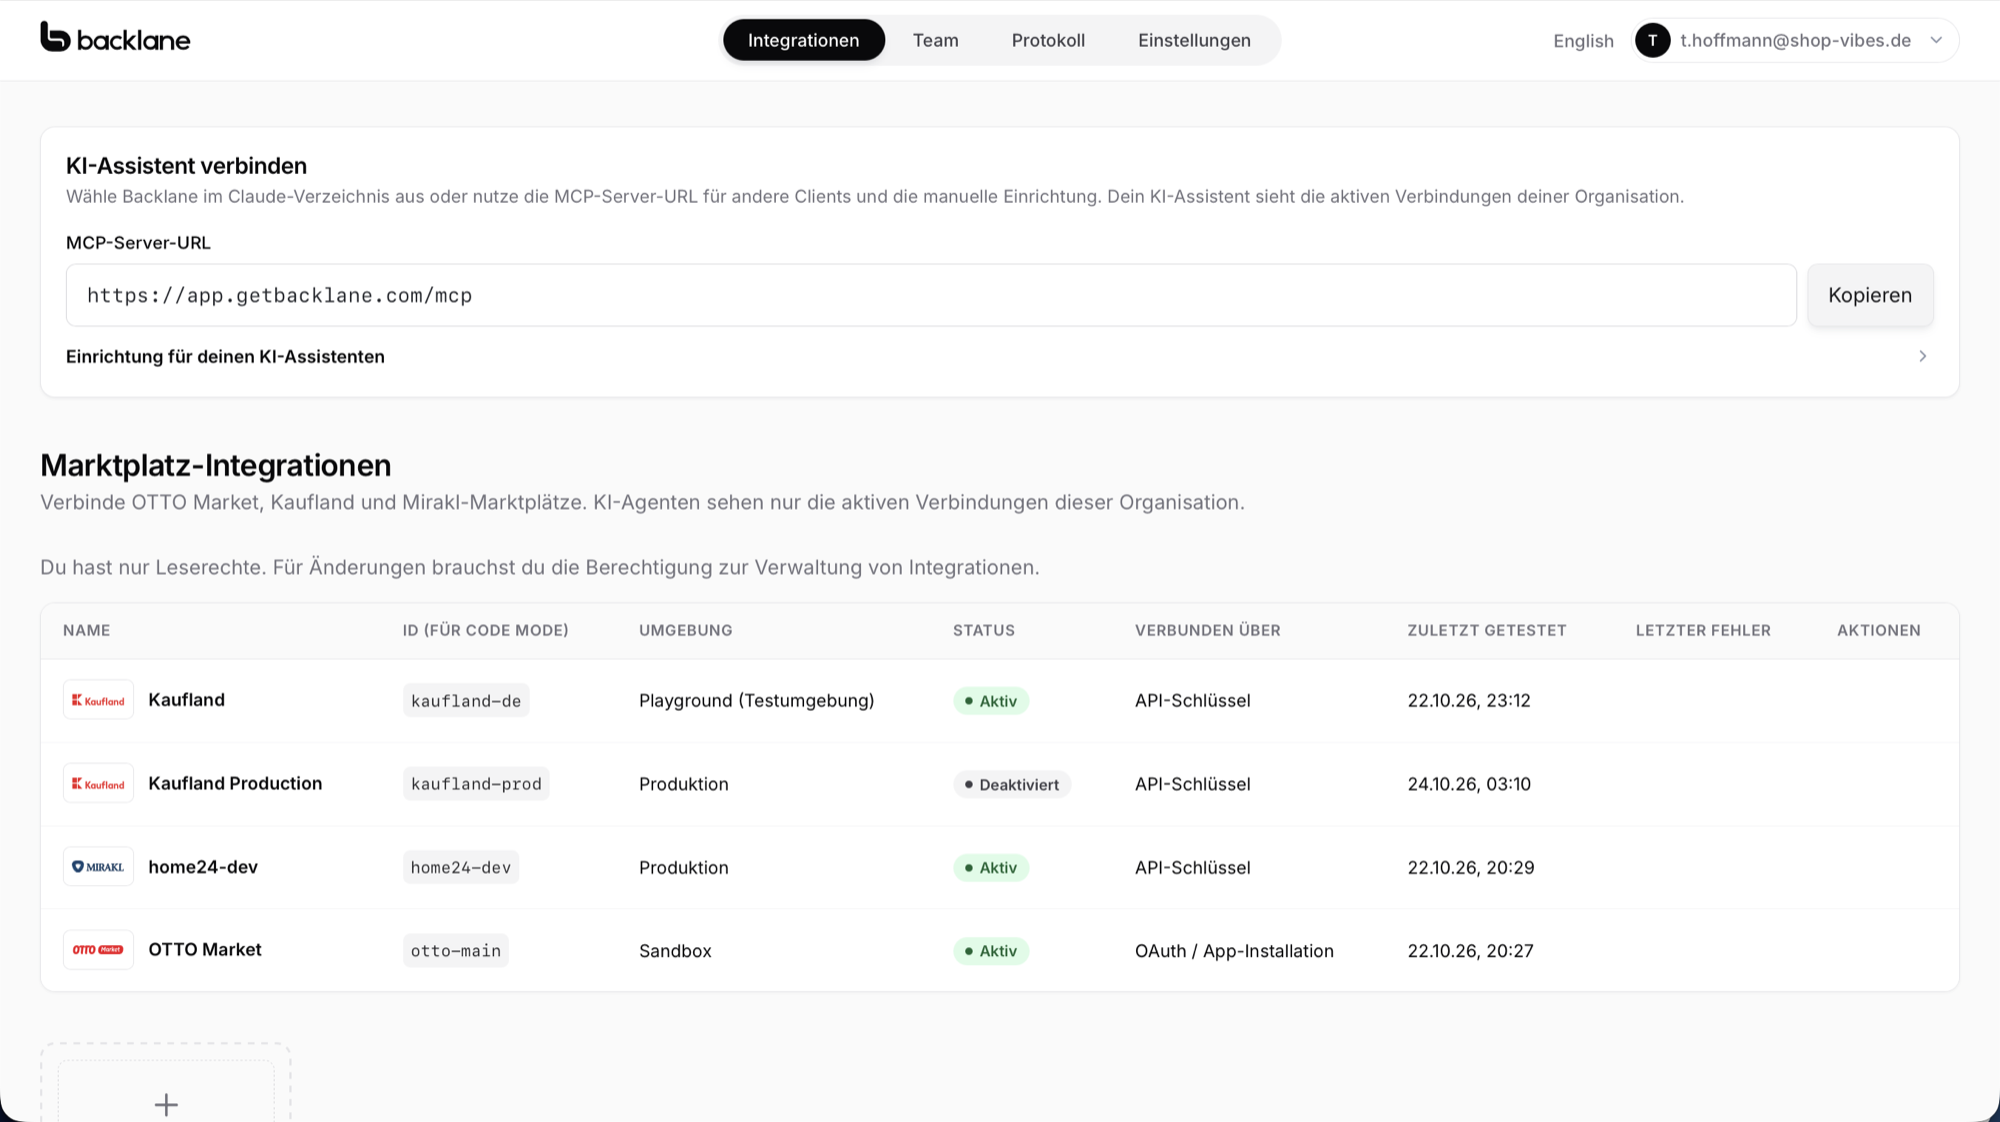 backlane
Integrationen Team Protokoll Einstellungen
English T t.hoffmann@shop-vibes.de
KI-Assistent verbinden
Wähle Backlane im Claude-Verzeichnis aus oder nutze die MCP-Server-URL für andere Clients und die manuelle Einrichtung. Dein KI-Assistent sieht die aktiven Verbindungen deiner Organisation.
MCP-Server-URL
https://app.getbacklane.com/mcp Kopieren
Einrichtung für deinen KI-Assistenten
Marktplatz-Integrationen
Verbinde OTTO Market, Kaufland und Mirakl-Marktplätze. KI-Agenten sehen nur die aktiven Verbindungen dieser Organisation.
Du hast nur Leserechte. Für Änderungen brauchst du die Berechtigung zur Verwaltung von Integrationen.
NAME ID (FÜR CODE MODE) UMGEBUNG STATUS VERBUNDEN ÜBER ZULETZT GETESTET LETZTER FEHLER AKTIONEN
Kaufland Kaufland kaufland-de Playground (Testumgebung) Aktiv API-Schlüssel 22.10.26, 23:12
Kaufland Kaufland Production kaufland-prod Produktion Deaktiviert API-Schlüssel 24.10.26, 03:10
MIRAKL home24-dev home24-dev Produktion Aktiv API-Schlüssel 22.10.26, 20:29
OTTO Market OTTO Market otto-main Sandbox Aktiv OAuth / App-Installation 22.10.26, 20:27